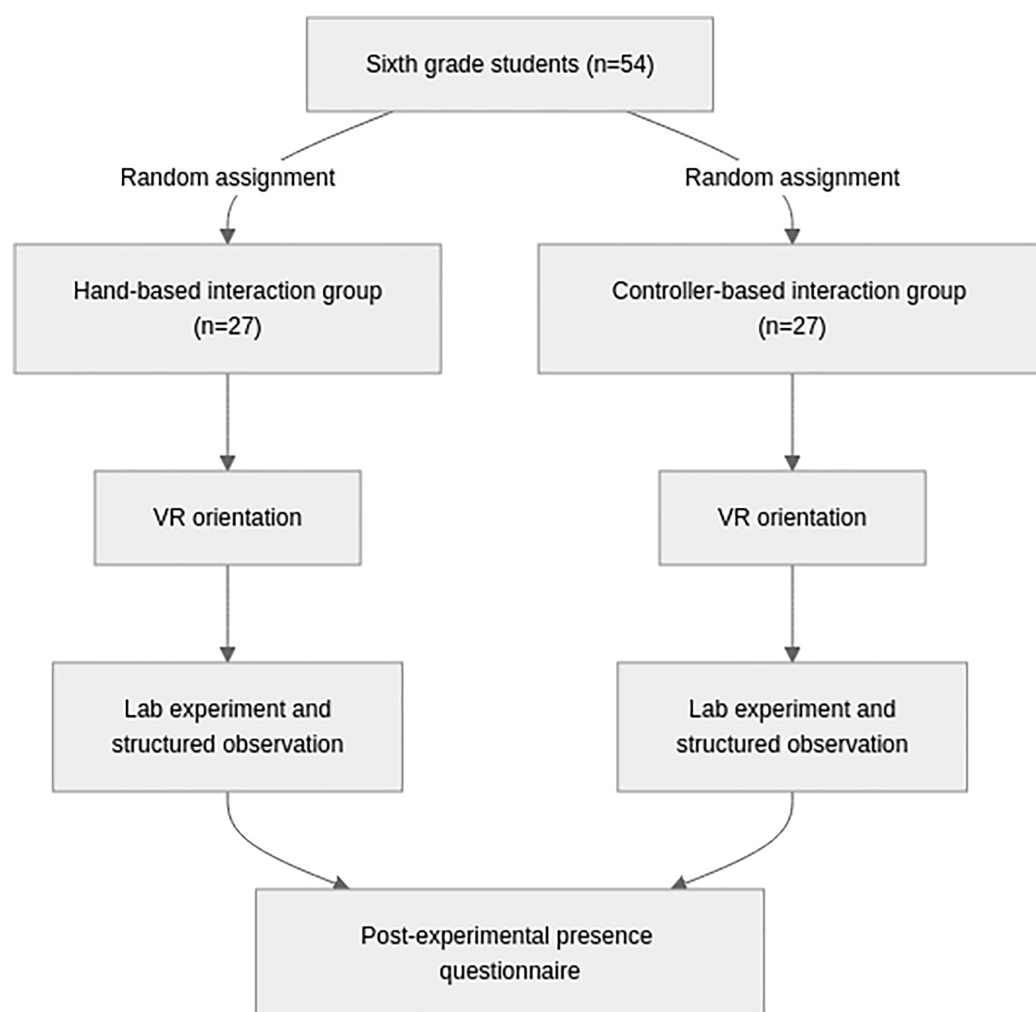 Sixth grade students (n=54)
Random assignment
Random assignment
Hand-based interaction group
(n=27)
Controller-based interaction group
(n=27)
VR orientation
VR orientation
Lab experiment and
structured observation
Lab experiment and
structured observation
Post-experimental presence
questionnaire